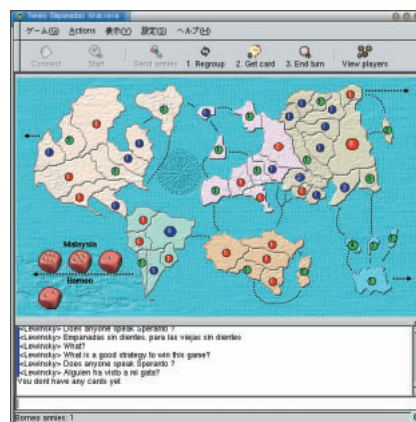 Tenes Empanadas Graciela
ゲーム(G) Actions 表示(V) 設定(S) ヘルプ(H)
Connect Start Send armies 1. Regroup 2. Get card 3. End turn View players
Malaysia
Borneo
<Lewinsky> Does anyone speak Speranto ?
<Lewinsky> Empanadas sin dientes, para las viejas sin dientes
<Lewinsky> What?
<Lewinsky> What is a good strategy to win this game?
<Lewinsky> Does anyone speak Speranto ?
<Lewinsky> Alguien ha visto a mi gata?
You dont have any cards yet
Borneo armies: 1